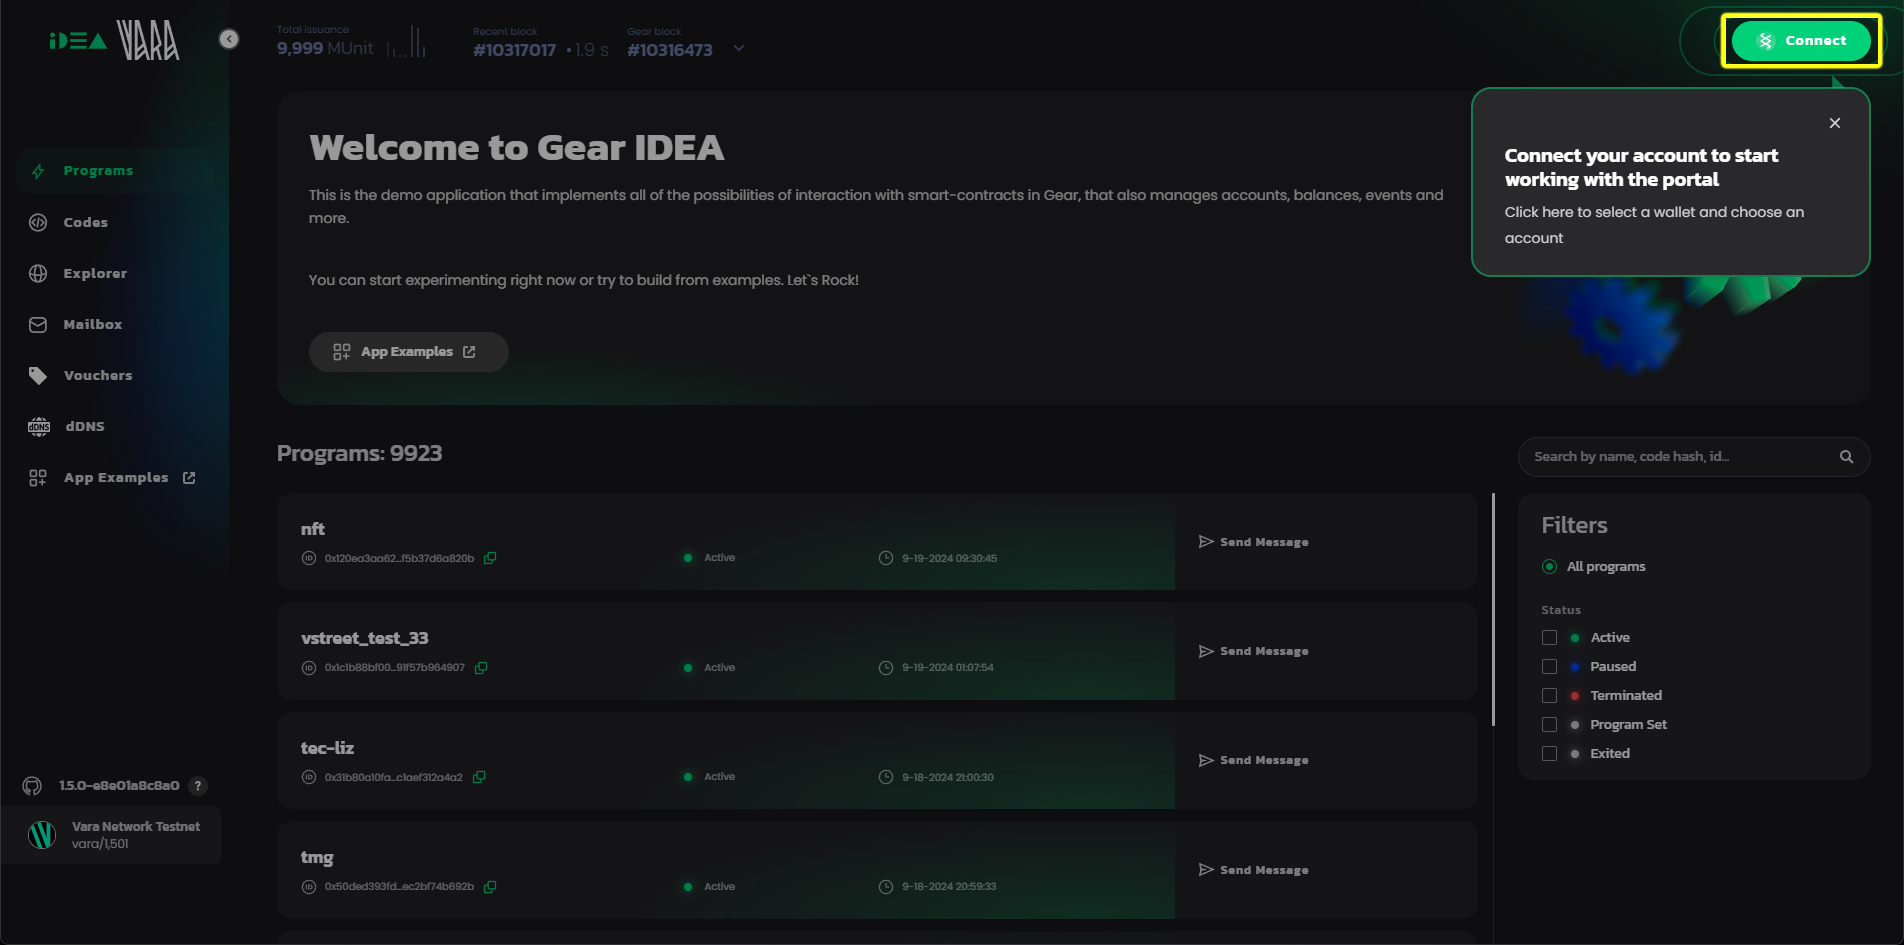 iDEA VARA
Total issuance
9,999 MUnit
Recent block
#10317017 • 1.9 s
Gear block
#10316473
Connect
Connect your account to start
working with the portal
Click here to select a wallet and choose an
account
Programs
Codes
Explorer
Mailbox
Vouchers
dDNS dDNS
App Examples
1.5.0-e8e01a8c8a0 ?
Vara Network Testnet
vara/1,501
Welcome to Gear IDEA
This is the demo application that implements all of the possibilities of interaction with smart-contracts in Gear, that also manages accounts, balances, events and
more.
You can start experimenting right now or try to build from examples. Let`s Rock!
App Examples
Programs: 9923
Search by name, code hash, id...
nft
ID 0x120ea3aa62...f5b37d6a820b
Active
9-19-2024 09:30:45
Send Message
vstreet_test_33
ID 0x1c1b88bf00...91f57b964907
Active
9-19-2024 01:07:54
Send Message
tec-liz
ID 0x31b80a10fa...c1aef312a4a2
Active
9-18-2024 21:00:30
Send Message
tmg
ID 0x50ded393fd...ec2bf74b692b
Active
9-18-2024 20:59:33
Send Message
Filters
All programs
Status
Active
Paused
Terminated
Program Set
Exited